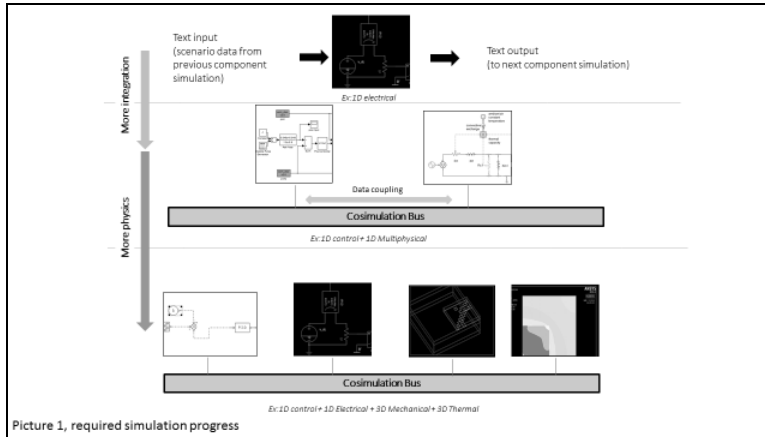 Text input
(scenario data from
previous component
simulation)
Text output
(to next component simulation)
Ex:1D electrical
More integration
Data coupling
Cosimulation Bus
Ex:1D control + 1D Multiphysical
More physics
Cosimulation Bus
Ex:1D control + 1D Electrical + 3D Mechanical + 3D Thermal
Picture 1, required simulation progress